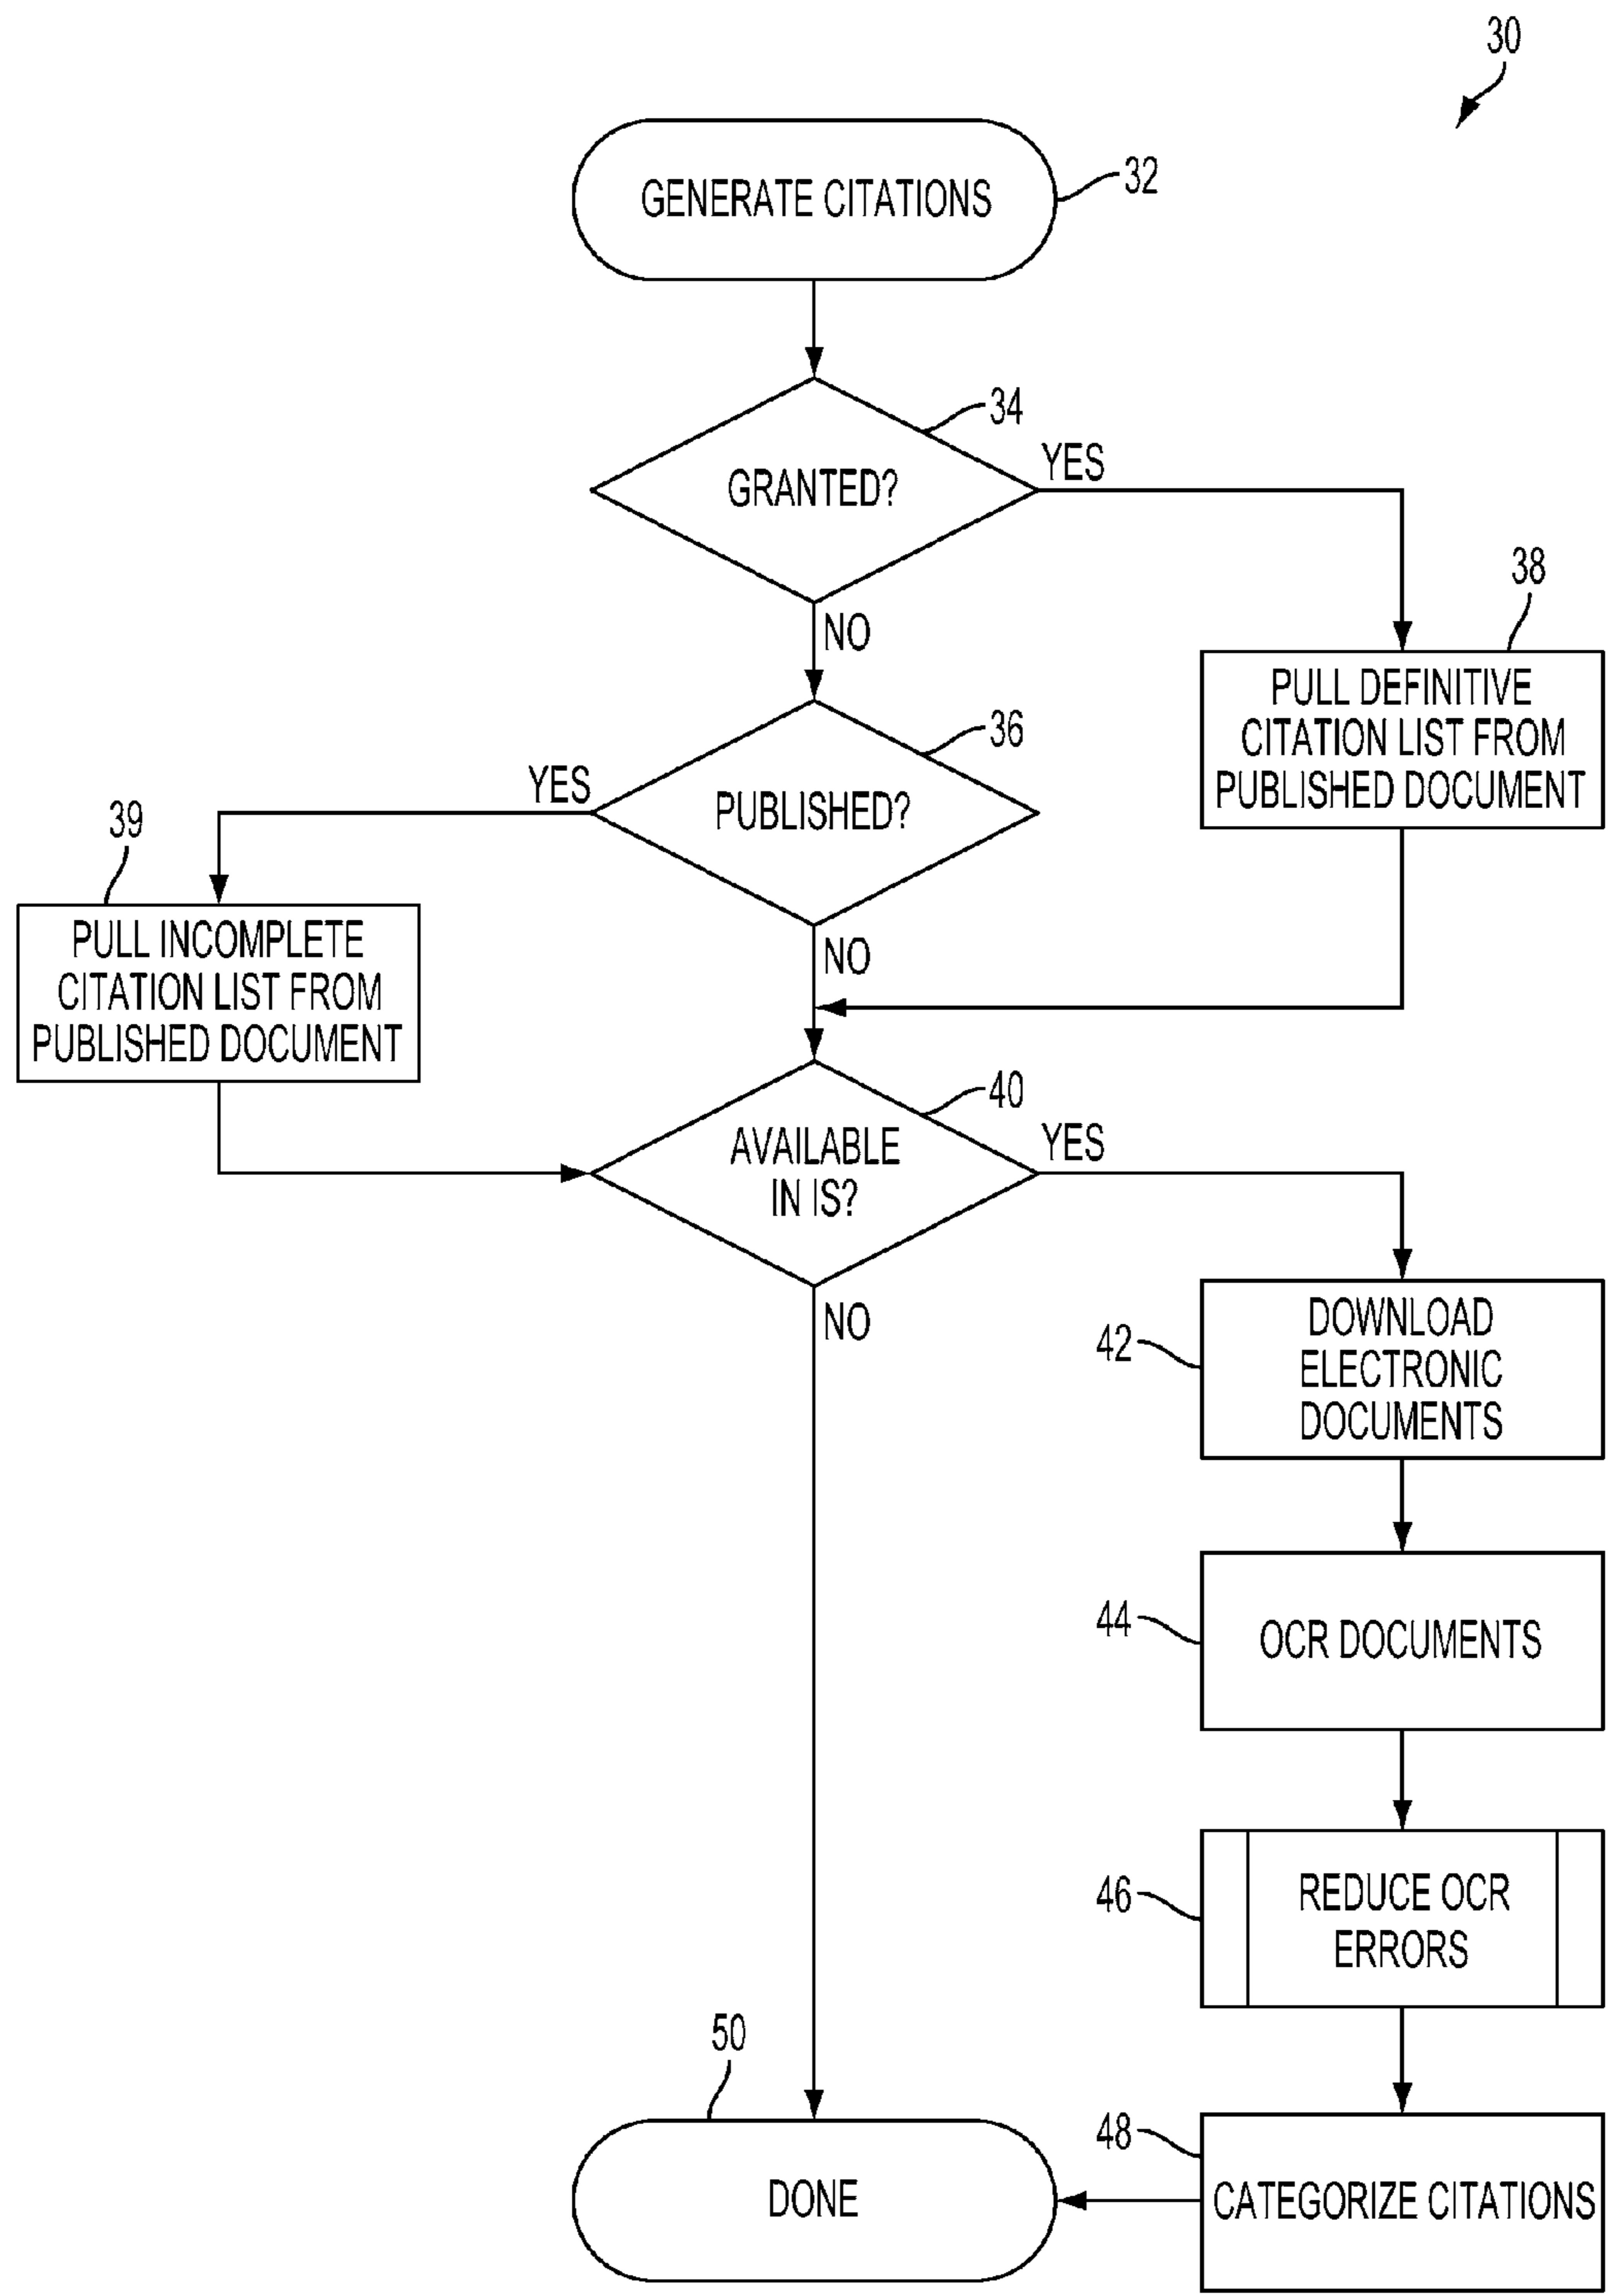 30
GENERATE CITATIONS
32
34
GRANTED?
YES
NO
38
PULL DEFINITIVE
CITATION LIST FROM
PUBLISHED DOCUMENT
36
PUBLISHED?
YES
NO
39
PULL INCOMPLETE
CITATION LIST FROM
PUBLISHED DOCUMENT
40
AVAILABLE
IN IS?
YES
NO
42
DOWNLOAD
ELECTRONIC
DOCUMENTS
44
OCR DOCUMENTS
46
REDUCE OCR
ERRORS
48
CATEGORIZE CITATIONS
50
DONE